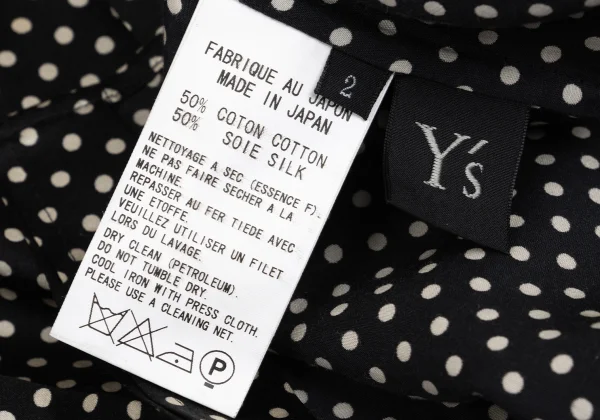 FABRIQUE AU JAPON
MADE IN JAPAN
50% COTON COTTON
50% SOIE SILK
NETTOYAGE A SEC (ESSENCE F).
NE PAS FAIRE SECHER A LA
MACHINE.
REPASSER AU FER TIEDE AVEC
UNE ETOFFE.
VEUILLEZ UTILISER UN FILET
LORS DU LAVAGE.
DRY CLEAN (PETROLEUM).
DO NOT TUMBLE DRY.
COOL IRON WITH PRESS CLOTH.
PLEASE USE A CLEANING NET.
P
2
Y's